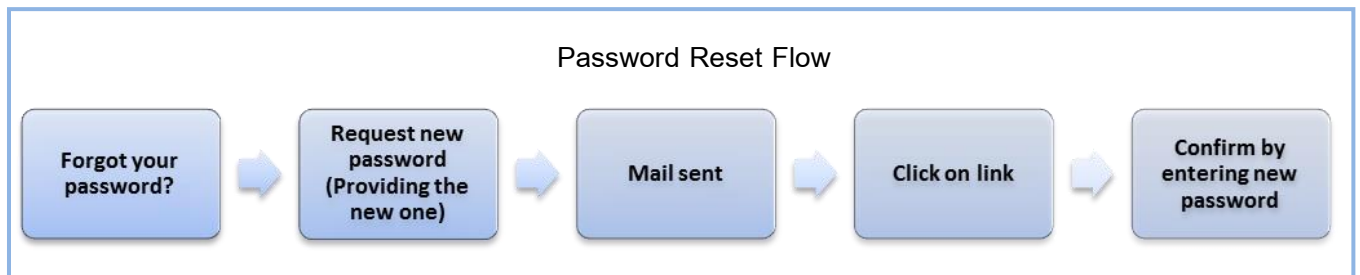 Password Reset Flow
Forgot your
password?
Request new
password
(Providing the
new one)
Mail sent
Click on link
Confirm by
entering new
password